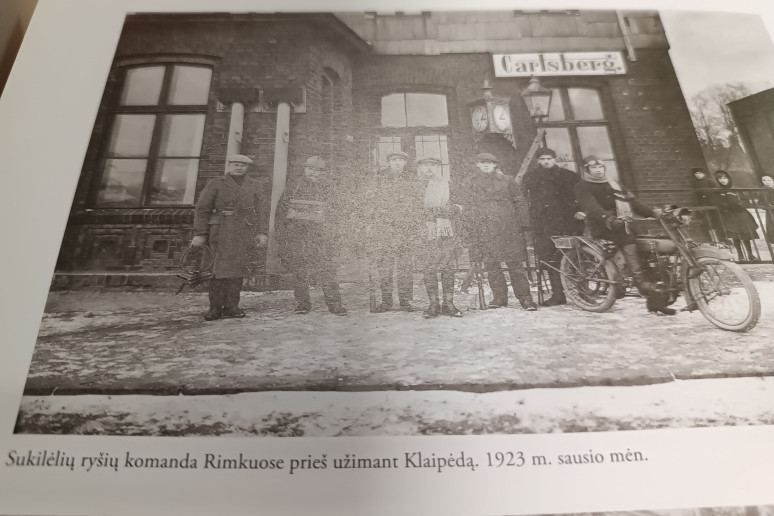 Carlsberg.
Sukilėlių ryšių komanda Rimkuose prieš užimant Klaipėdą. 1923 m. sausio mėn.